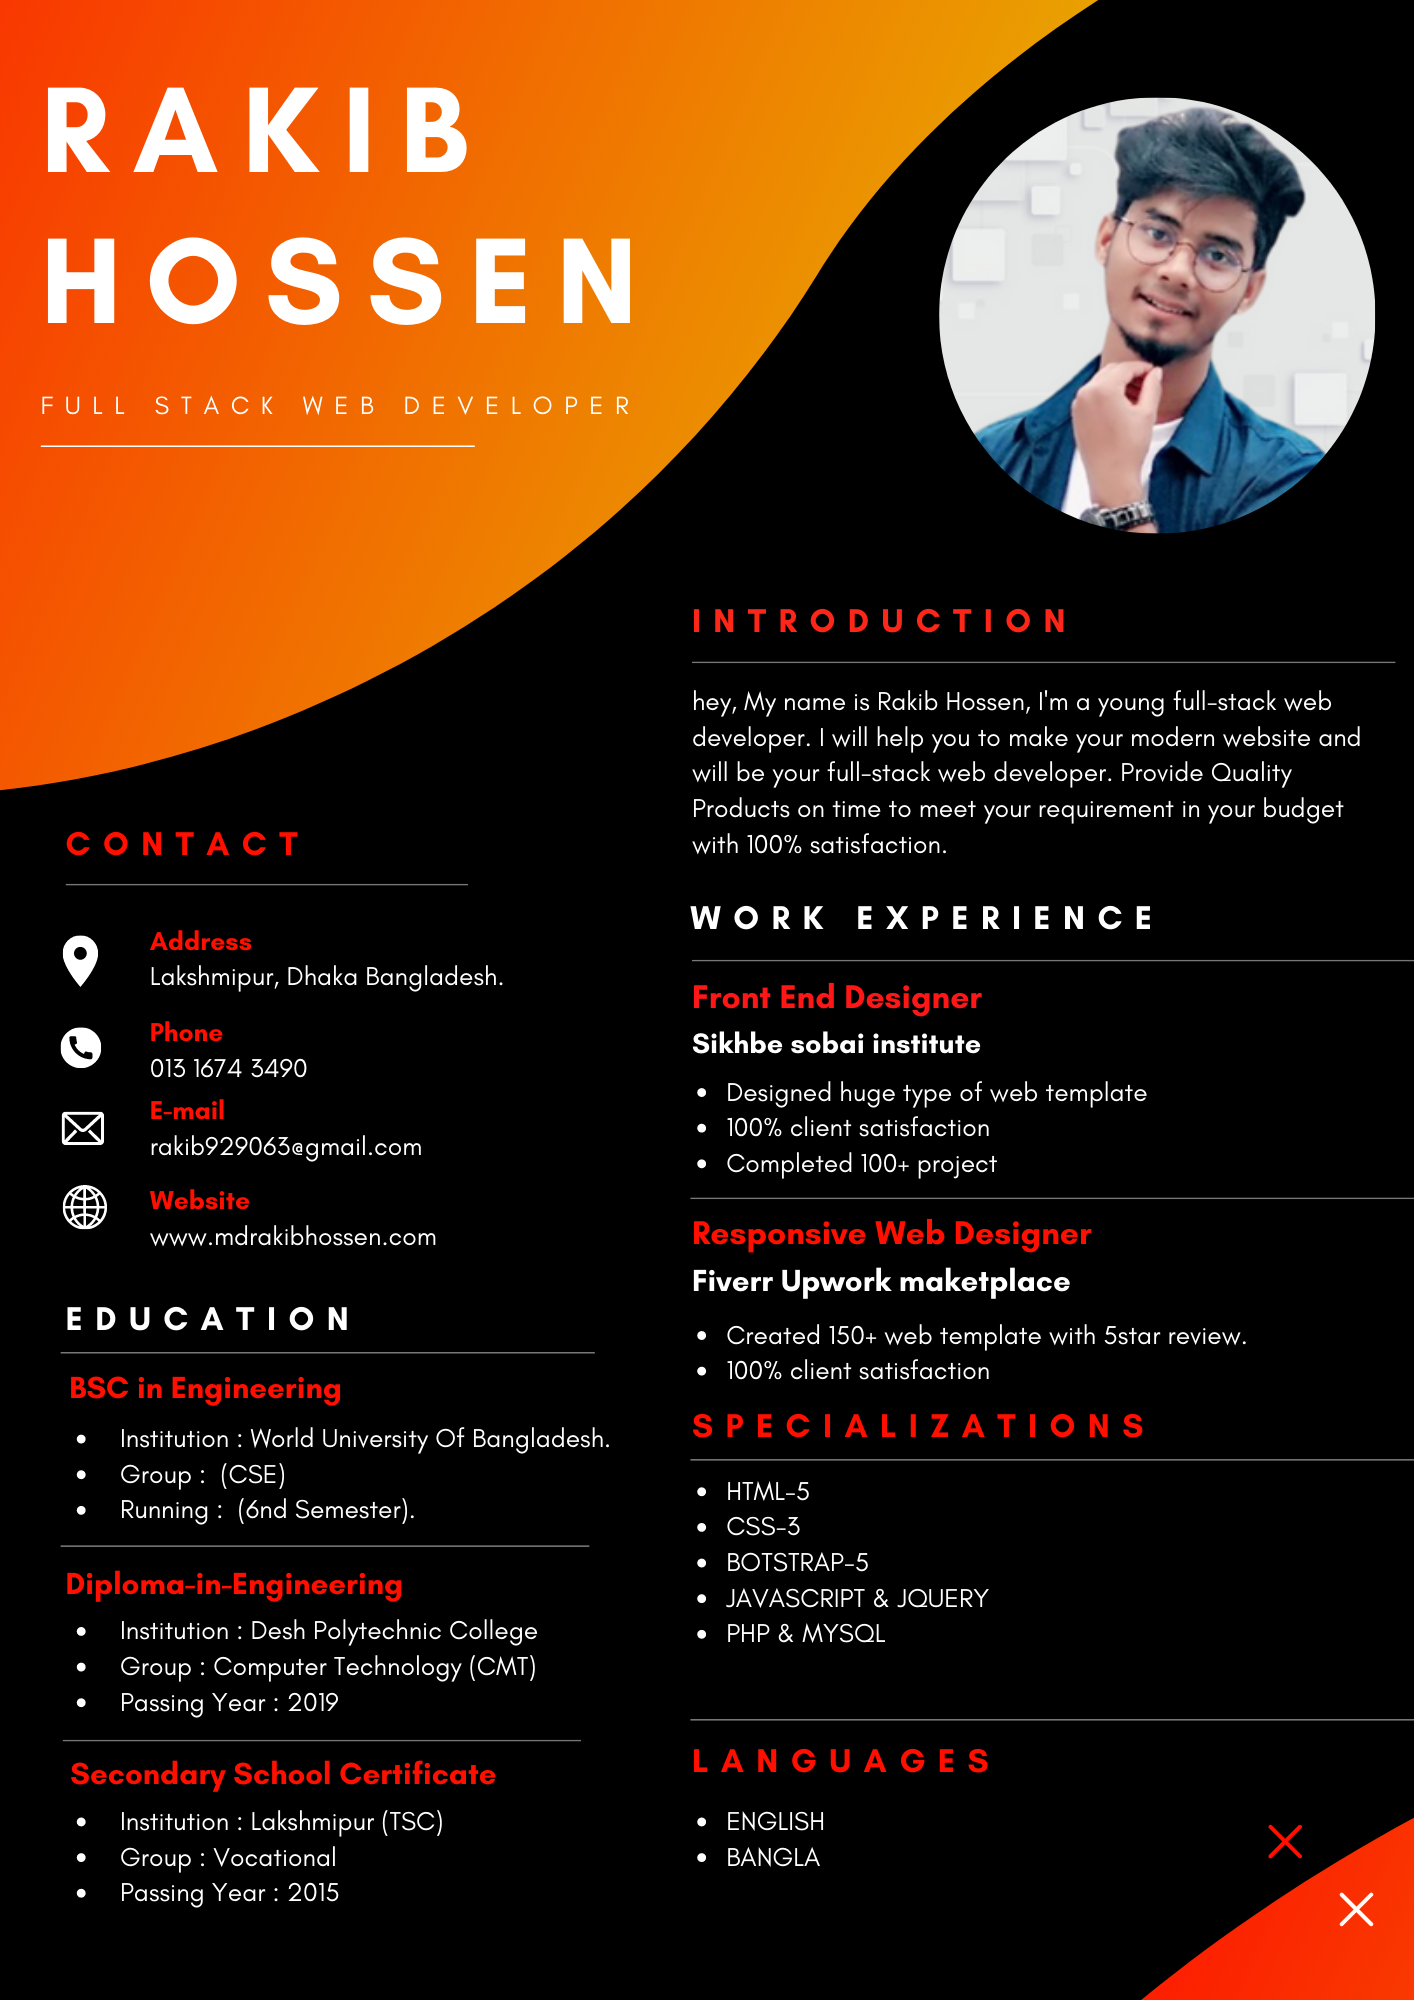 RAKIB
HOSSEN
FULL STACK WEB DEVELOPER
INTRODUCTION
hey, My name is Rakib Hossen, I'm a young full-stack web
developer. I will help you to make your modern website and
will be your full-stack web developer. Provide Quality
Products on time to meet your requirement in your budget
with 100% satisfaction.
CONTACT
Address
Lakshmipur, Dhaka Bangladesh.
Phone
013 1674 3490
E-mail
rakib929063@gmail.com
Website
www.mdrakibhossen.com
EDUCATION
BSC in Engineering
• Institution : World University Of Bangladesh.
• Group : (CSE)
• Running : (6nd Semester).
Diploma-in-Engineering
• Institution : Desh Polytechnic College
• Group : Computer Technology (CMT)
• Passing Year : 2019
Secondary School Certificate
• Institution : Lakshmipur (TSC)
• Group : Vocational
• Passing Year : 2015
WORK EXPERIENCE
Front End Designer
Sikhbe sobai institute
• Designed huge type of web template
• 100% client satisfaction
• Completed 100+ project
Responsive Web Designer
Fiverr Upwork maketplace
• Created 150+ web template with 5star review.
• 100% client satisfaction
SPECIALIZATIONS
• HTML-5
• CSS-3
• BOTSTRAP-5
• JAVASCRIPT & JQUERY
• PHP & MYSQL
LANGUAGES
• ENGLISH
• BANGLA